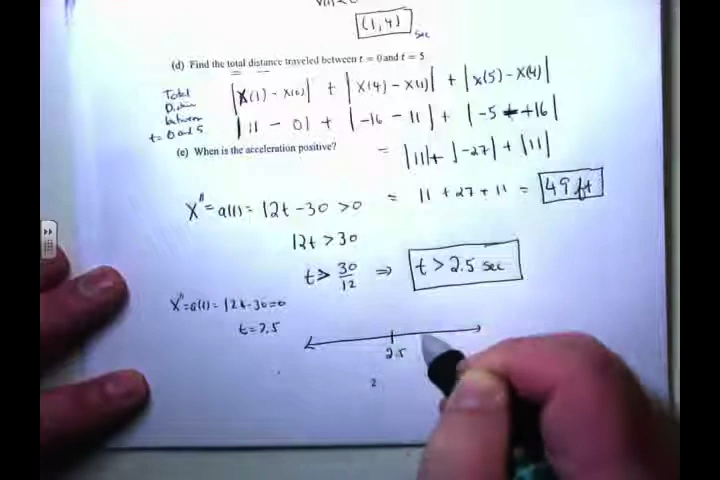 (1,4) sec
(d) Find the total distance traveled between t = 0 and t = 5
Total |x(1) - x(0)| + |x(4) - x(1)| + |x(5) - x(4)|
between |11 - 0| + |-16 - 11| + |-5 + +16|
t = 0 and 5
(e) When is the acceleration positive? = |11| + |-27| + |11|
= 11 + 27 + 11 = 49 ft
x" = a(t) = 12t - 30 > 0
12t > 30
t > 30/12 ⇒ t > 2.5 sec
x" = a(t) = 12t - 30 = 0
t = 2.5
2.5
2